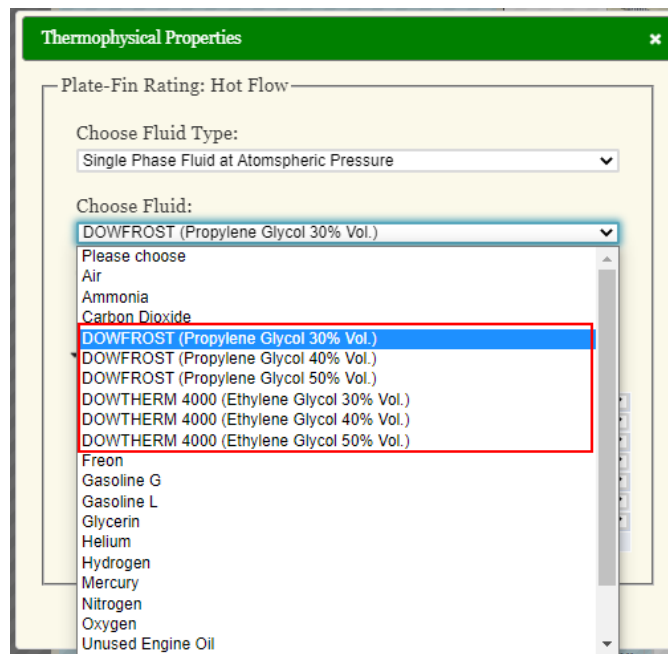 Thermophysical Properties
×
Plate-Fin Rating: Hot Flow
Choose Fluid Type:
Single Phase Fluid at Atomspheric Pressure
Choose Fluid:
DOWFROST (Propylene Glycol 30% Vol.)
Please choose
Air
Ammonia
Carbon Dioxide
DOWFROST (Propylene Glycol 30% Vol.)
DOWFROST (Propylene Glycol 40% Vol.)
DOWFROST (Propylene Glycol 50% Vol.)
DOWTHERM 4000 (Ethylene Glycol 30% Vol.)
DOWTHERM 4000 (Ethylene Glycol 40% Vol.)
DOWTHERM 4000 (Ethylene Glycol 50% Vol.)
Freon
Gasoline G
Gasoline L
Glycerin
Helium
Hydrogen
Mercury
Nitrogen
Oxygen
Unused Engine Oil